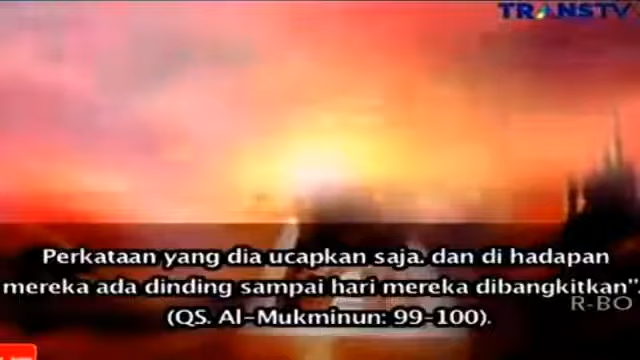 TRANSTV
Perkataan yang dia ucapkan saja. dan di hadapan
mereka ada dinding sampai hari mereka dibangkitkan".
R-BO
(QS. Al-Mukminun: 99-100).